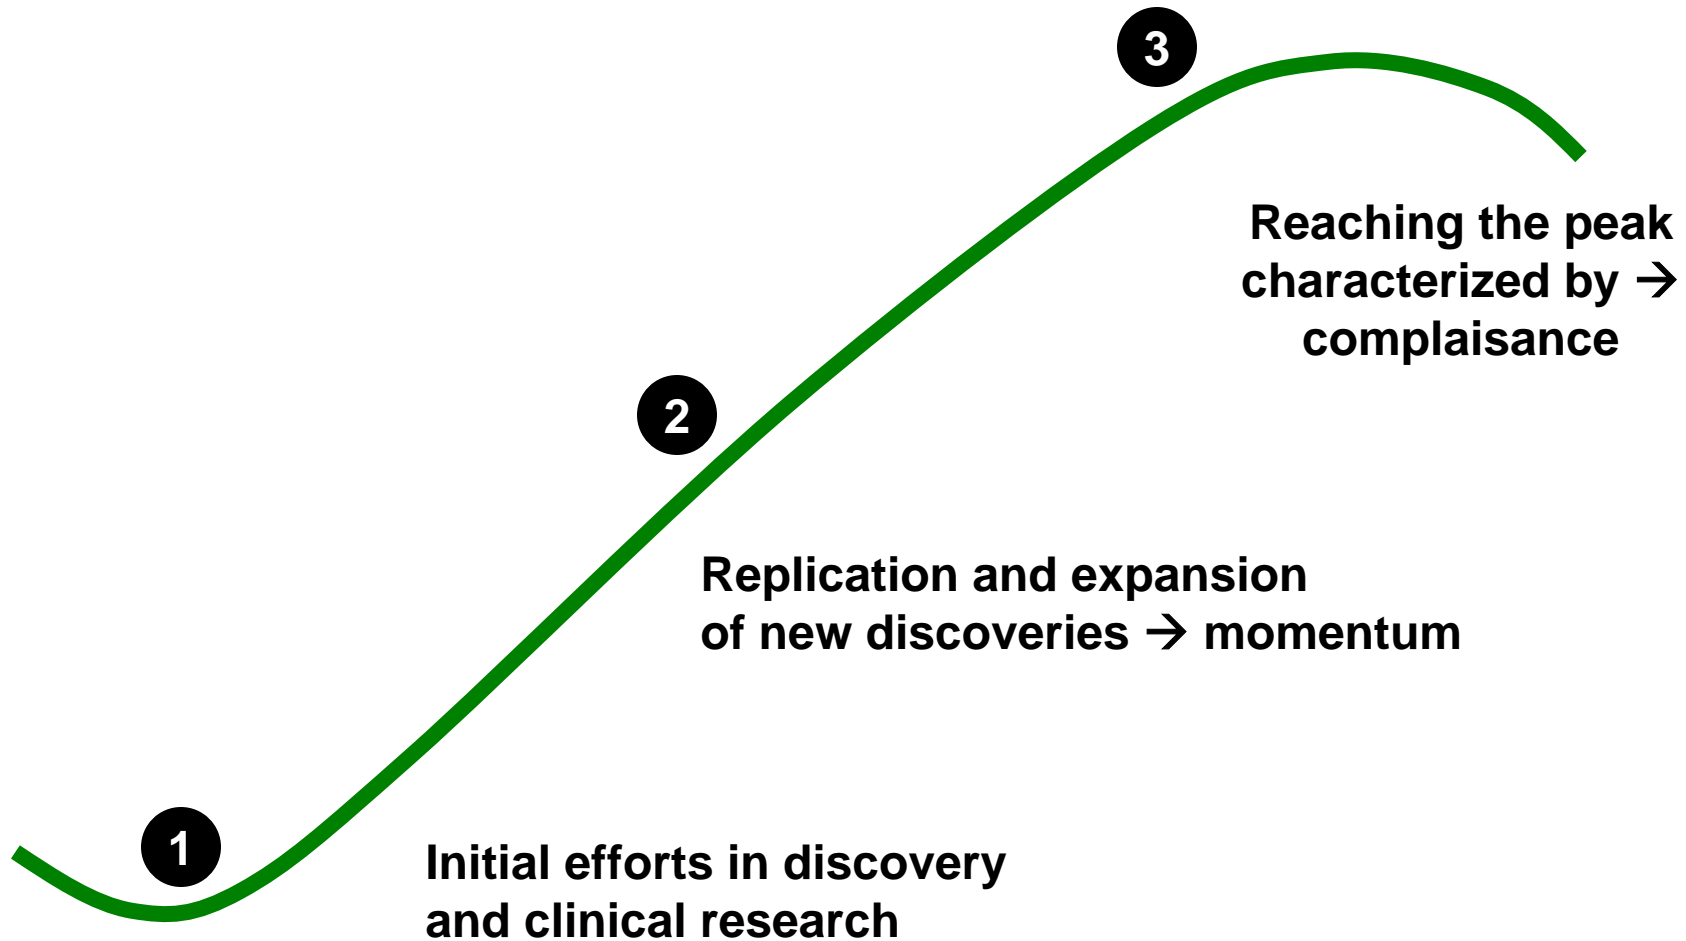 3
Reaching the peak
characterized by →
complaisance
2
Replication and expansion
of new discoveries → momentum
1
Initial efforts in discovery
and clinical research